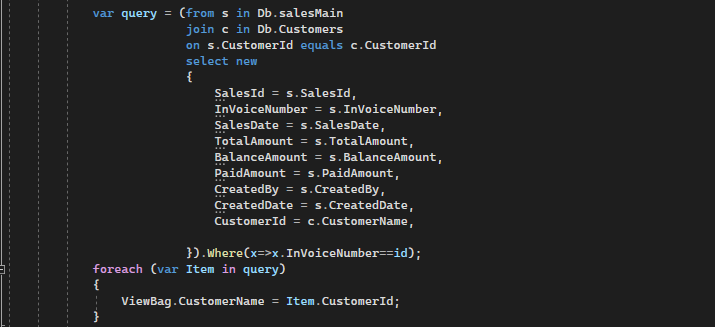 var query = (from s in Db.salesMain
join c in Db.Customers
on s.CustomerId equals c.CustomerId
select new
{
SalesId = s.SalesId,
InVoiceNumber = s.InVoiceNumber,
SalesDate = s.SalesDate,
TotalAmount = s.TotalAmount,
BalanceAmount = s.BalanceAmount,
PaidAmount = s.PaidAmount,
CreatedBy = s.CreatedBy,
CreatedDate = s.CreatedDate,
CustomerId = c.CustomerName,
}).Where(x=>x.InVoiceNumber==id);
foreach (var Item in query)
{
ViewBag.CustomerName = Item.CustomerId;
}